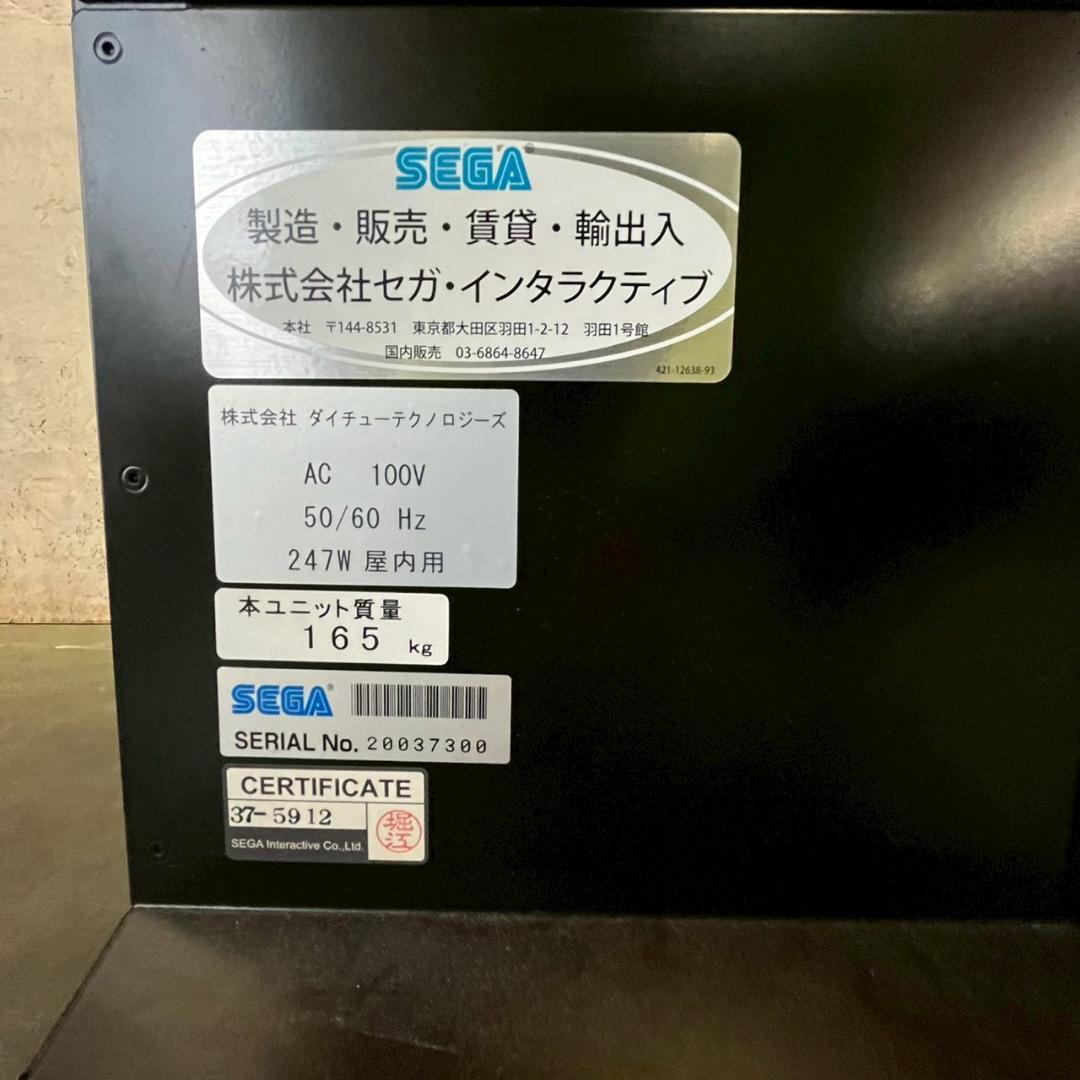 SEGA®
製造・販売・賃貸・輸出入
株式会社セガ・インタラクティブ
本社 〒144-8531 東京都大田区羽田1-2-12 羽田1号館
国内販売 03-6864-8647
421-12638-93
株式会社 ダイチューテクノロジーズ
AC 100V
50/60 Hz
247W 屋内用
本ユニット質量
165 kg
SEGA®
SERIAL No. 20037300
CERTIFICATE
37-5912
堀江
SEGA Interactive Co.,Ltd.